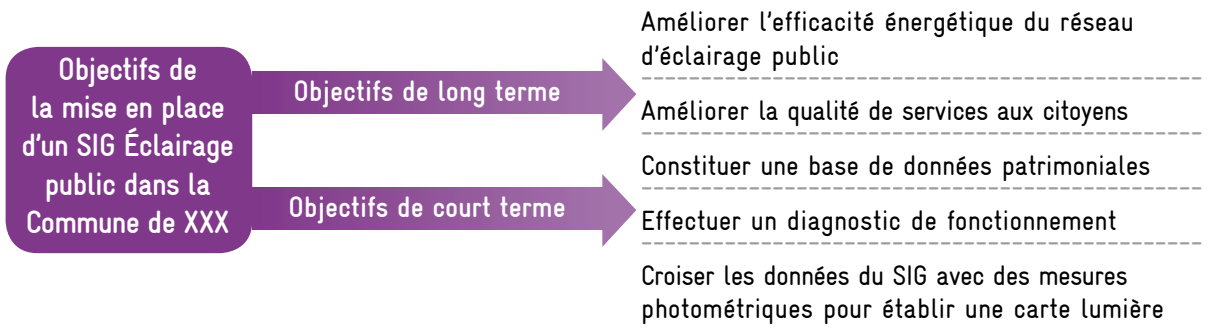 Objectifs de
la mise en place
d'un SIG Éclairage
public dans la
Commune de XXX
Objectifs de long terme
Objectifs de court terme
Améliorer l'efficacité énergétique du réseau
d'éclairage public
Améliorer la qualité de services aux citoyens
Constituer une base de données patrimoniales
Effectuer un diagnostic de fonctionnement
Croiser les données du SIG avec des mesures
photométriques pour établir une carte lumière